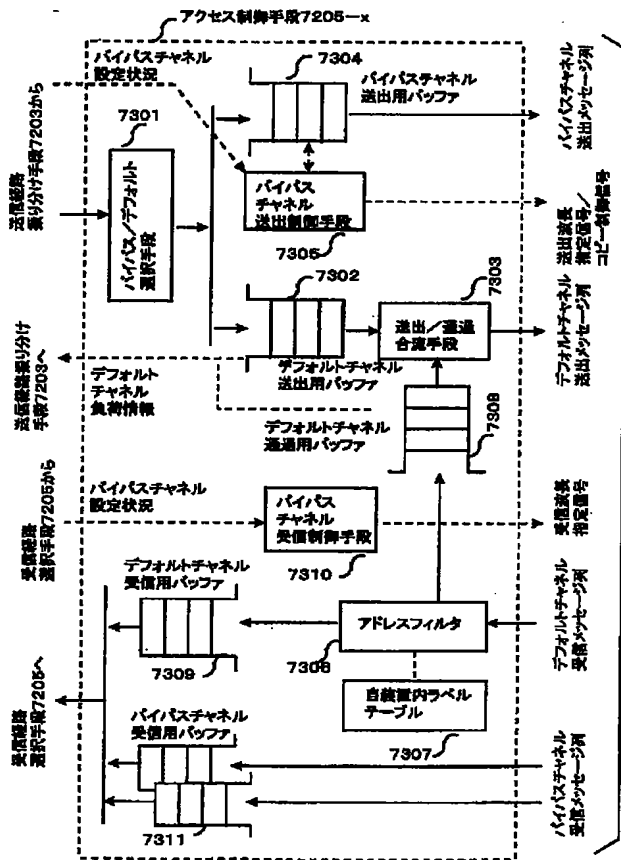 アクセス制御手段7205-x
バイパスチャネル
設定状況
7304
バイパスチャネル
送出用バッファ
バイパスチャネル
送出メッセージ列
7301
送信経路
振り分け手段7203から
バイパス/デフォルト
選択手段
バイパス
チャネル
送出制御手段
7305
送出波長
指定信号/
コピー制御信号
7302
7303
送出/通過
合流手段
デフォルトチャネル
送出メッセージ列
送信経路振り分け
手段7203へ
デフォルト
チャネル
負荷情報
デフォルトチャネル
送出用バッファ
デフォルトチャネル
通過用バッファ
7308
受信経路
選択手段7205から
バイパスチャネル
設定状況
バイパス
チャネル
受信制御手段
7310
受信波長
指定信号
デフォルトチャネル
受信用バッファ
7309
アドレスフィルタ
7306
デフォルトチャネル
受信メッセージ列
自装置内ラベル
テーブル
7307
受信経路
選択手段7205へ
バイパスチャネル
受信用バッファ
7311
バイパスチャネル
受信メッセージ列